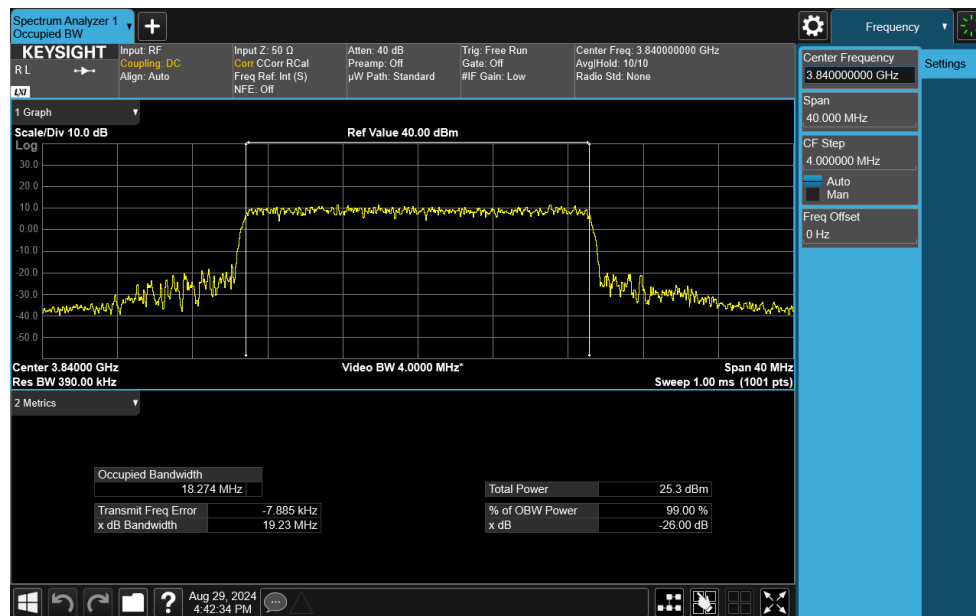 Spectrum Analyzer 1
Occupied BW
KEYSIGHT
R L
LXI
Input: RF
Coupling: DC
Align: Auto
Input Z: 50 Ω
Corr CCorr RCal
Freq Ref: Int (S)
NFE: Off
Atten: 40 dB
Preamp: Off
µW Path: Standard
Trig: Free Run
Gate: Off
#IF Gain: Low
Center Freq: 3.840000000 GHz
Avg|Hold: 10/10
Radio Std: None
1 Graph
Scale/Div 10.0 dB
Ref Value 40.00 dBm
Log
30.0
20.0
10.0
0.00
-10.0
-20.0
-30.0
-40.0
-50.0
Center 3.84000 GHz
Video BW 4.0000 MHz*
Span 40 MHz
Res BW 390.00 kHz
Sweep 1.00 ms (1001 pts)
2 Metrics
Occupied Bandwidth
18.274 MHz
Transmit Freq Error -7.885 kHz
x dB Bandwidth 19.23 MHz
Total Power 25.3 dBm
% of OBW Power 99.00 %
x dB -26.00 dB
Frequency
Settings
Center Frequency
3.840000000 GHz
Span
40.000 MHz
CF Step
4.000000 MHz
Auto
Man
Freq Offset
0 Hz
Aug 29, 2024
4:42:34 PM